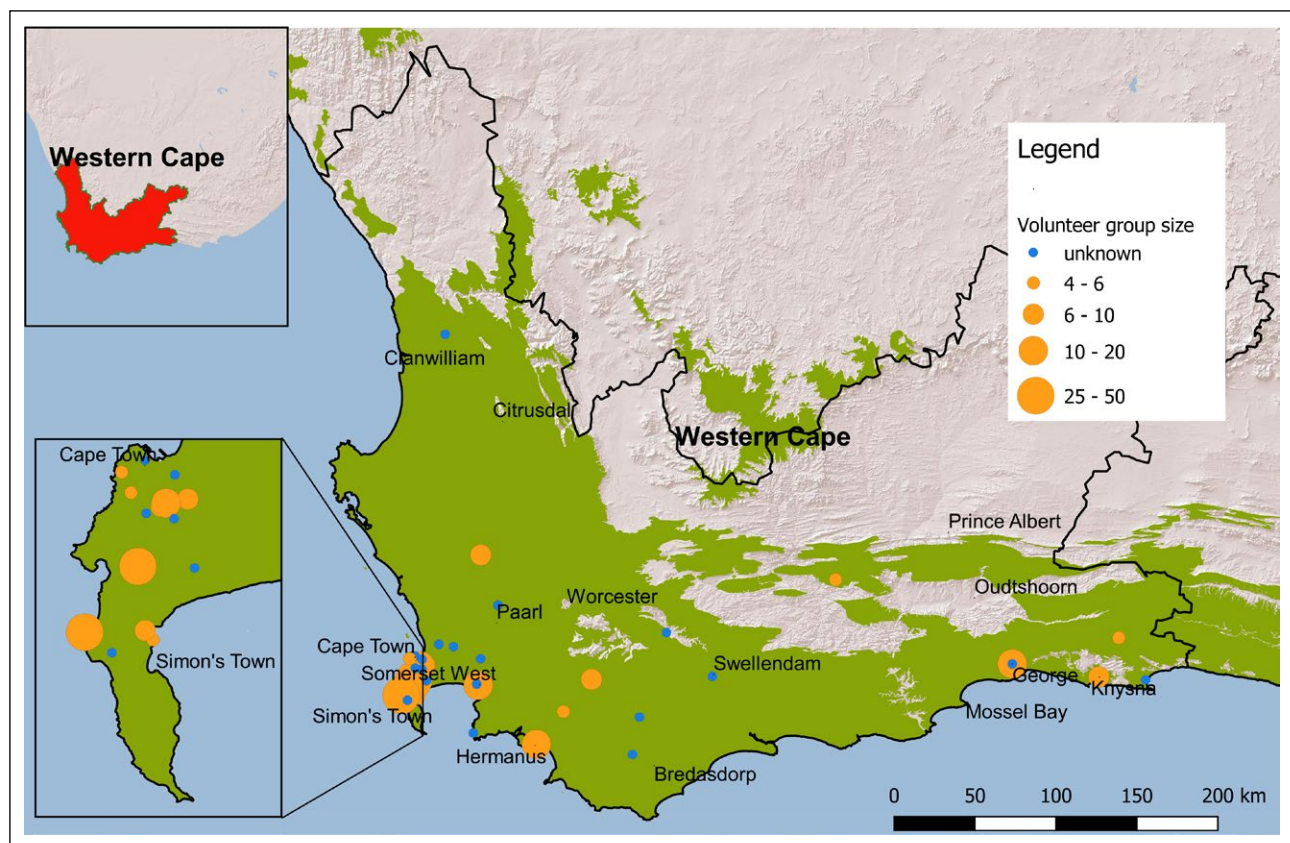 Western Cape
Legend
Volunteer group size
unknown
4 - 6
6 - 10
10 - 20
25 - 50
Clanwilliam
Citrusdal
Western Cape
Cape Town
Simon's Town
Prince Albert
Oudtshoorn
Worcester
Paarl
Cape Town
Somerset West
Swellendam
Simon's Town
George
Knysna
Mossel Bay
Hermanus
Bredasdorp
0 50 100 150 200 km